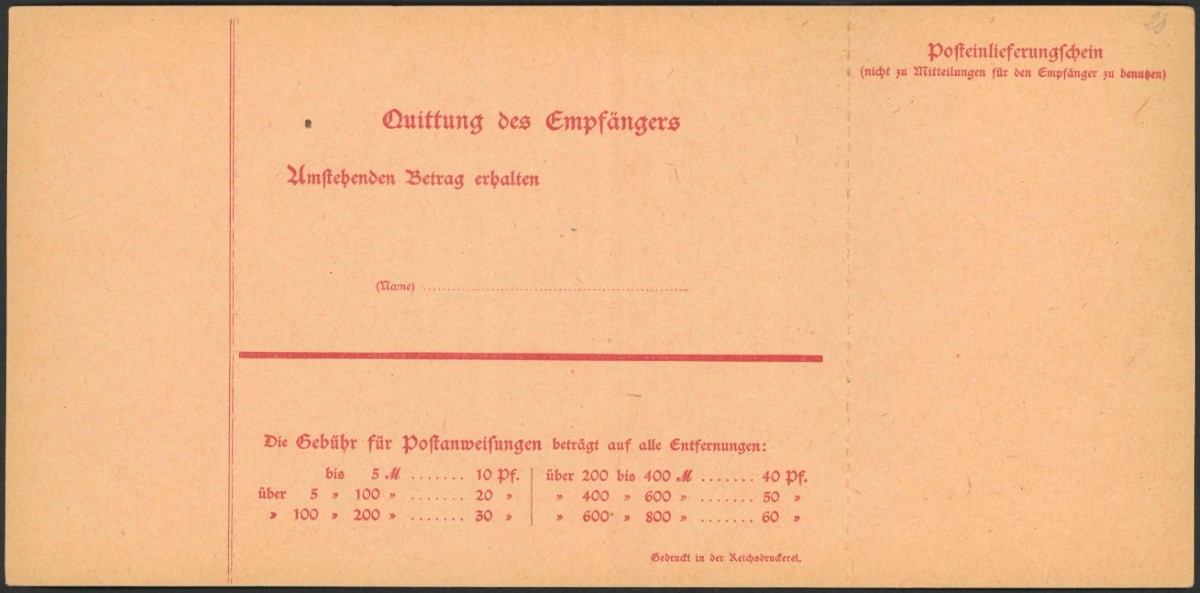 20
Posteinlieferungschein
(nicht zu Mitteilungen für den Empfänger zu benutzen)
Quittung des Empfängers
Umstehenden Betrag erhalten
(Name) ........................................
Die Gebühr für Postanweisungen beträgt auf alle Entfernungen:
bis 5 M ....... 10 Pf.
über 5 " 100 " ....... 20 "
" 100 " 200 " ....... 30 "
über 200 bis 400 M ....... 40 Pf.
" 400 " 600 " ....... 50 "
" 600 " 800 " ....... 60 "
Gedruckt in der Reichsdruckerei.